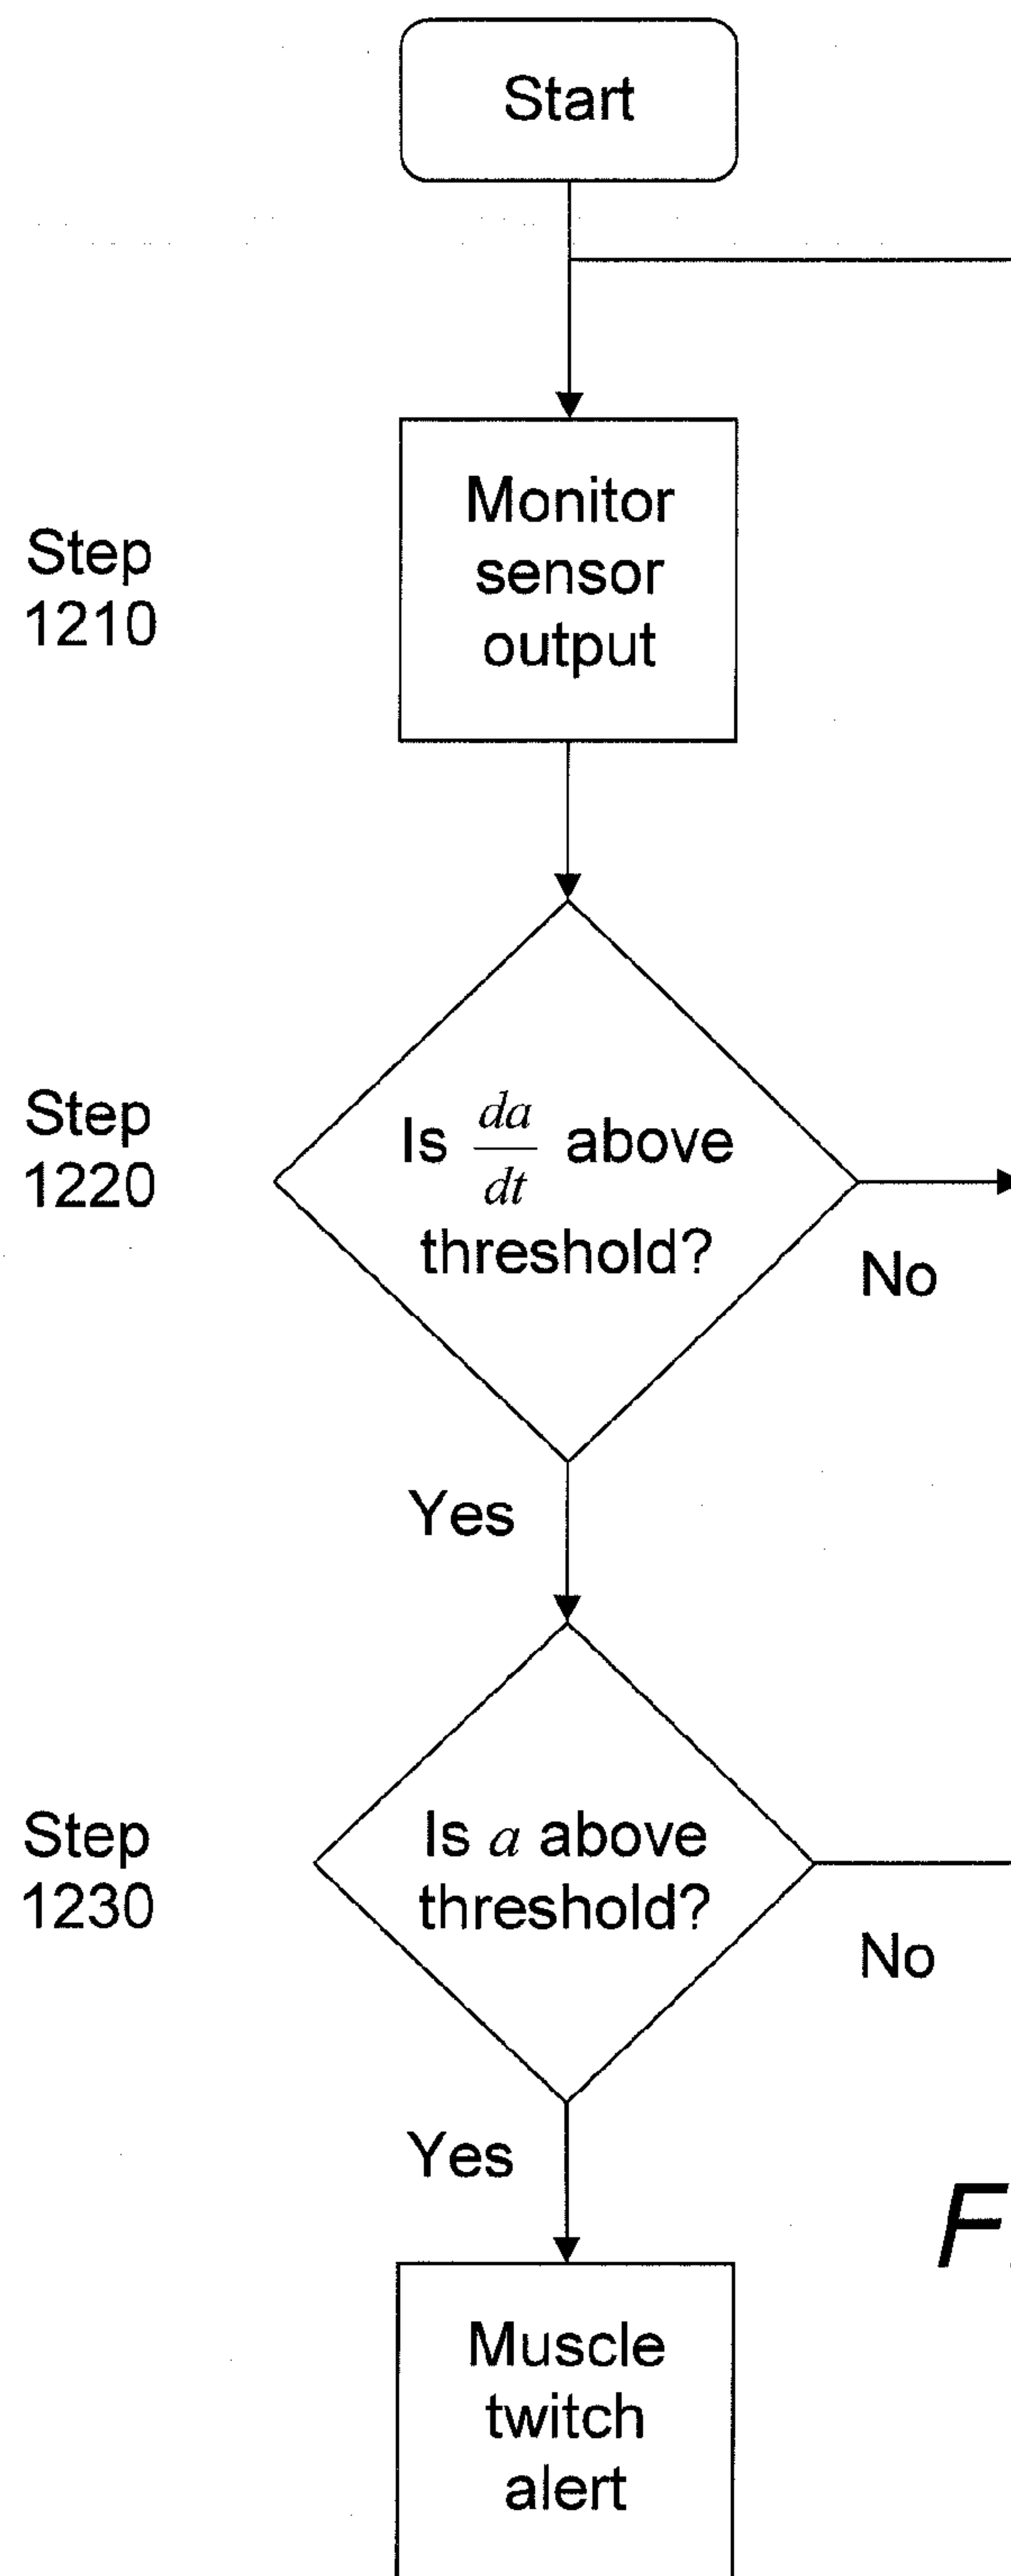 Start
Monitor
sensor
output
Step
1210
Is da/dt above
threshold?
Step
1220
No
Yes
Is a above
threshold?
Step
1230
No
Yes
F
Muscle
twitch
alert